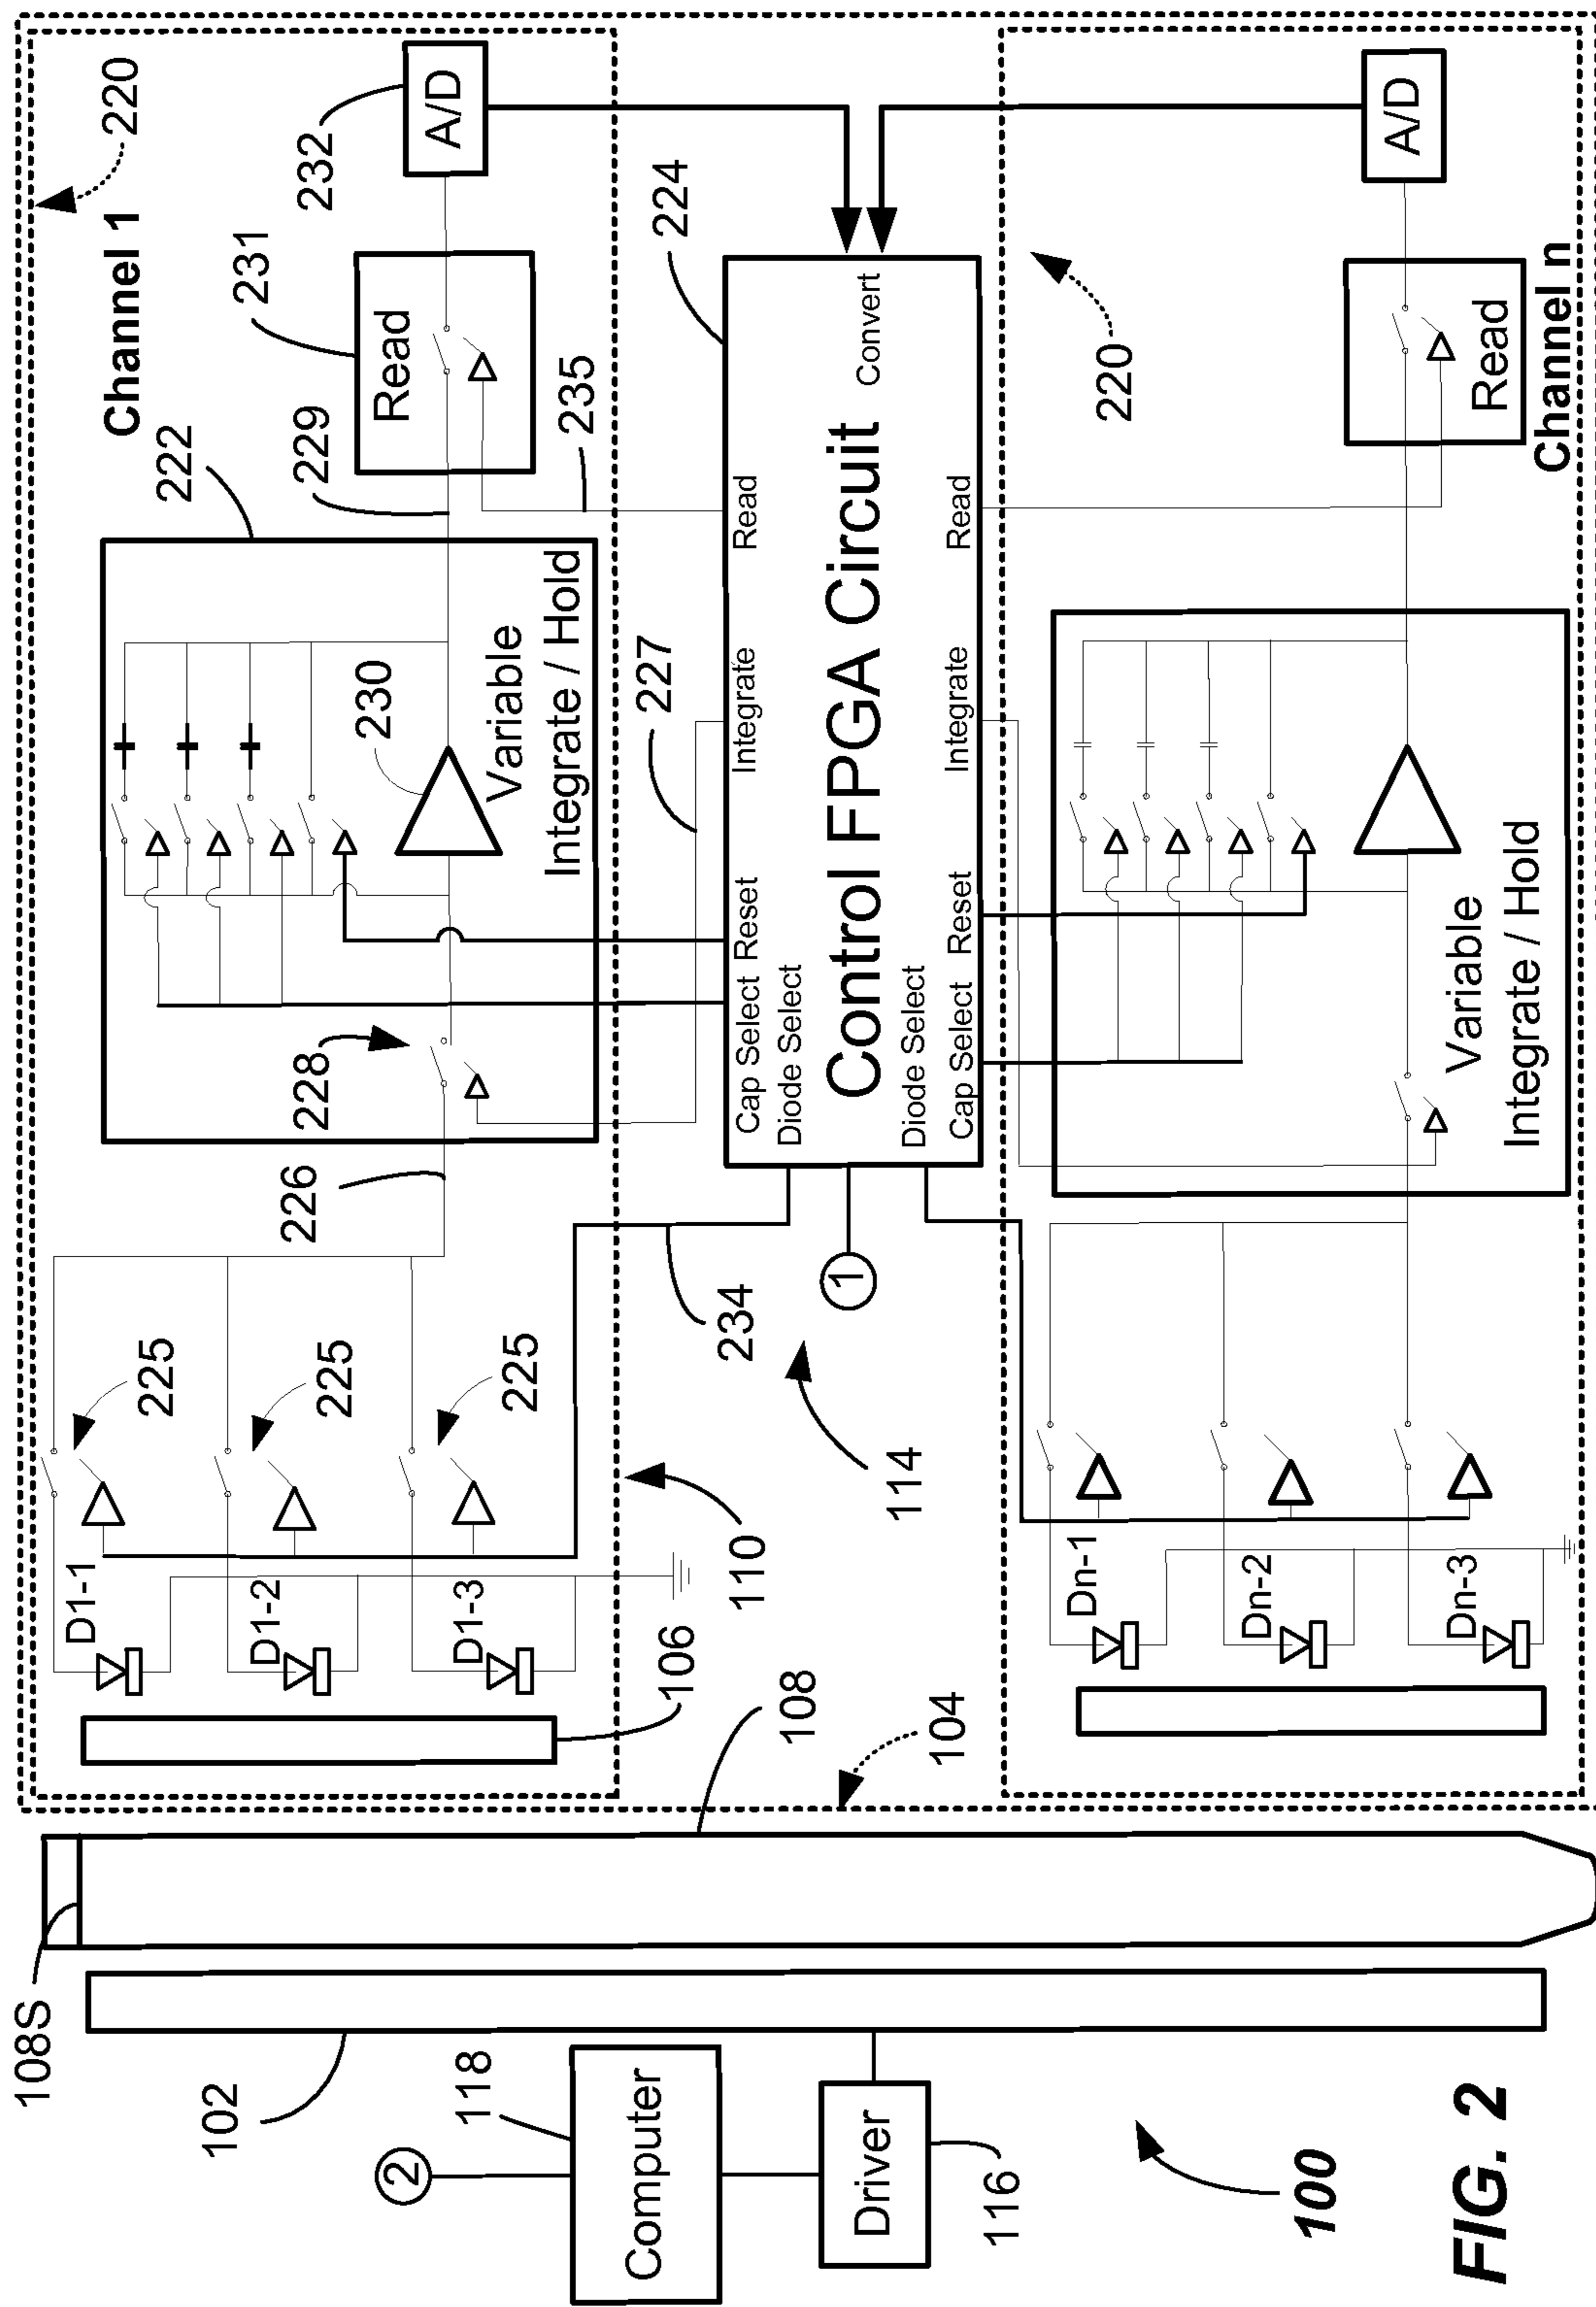 108S
102
2
118
Computer
Driver
116
100
FIG. 2
108
104
106
D1-1
D1-2
D1-3
110
225
225
225
114
234
226
1
228
222
230
Variable
Integrate / Hold
227
229
Channel 1
220
231
Read
232
A/D
235
224
Cap Select
Reset
Integrate
Read
Diode Select
Control FPGA Circuit
Convert
Diode Select
Cap Select
Reset
Integrate
Read
220
Dn-1
Dn-2
Dn-3
Variable
Integrate / Hold
Read
A/D
Channel n